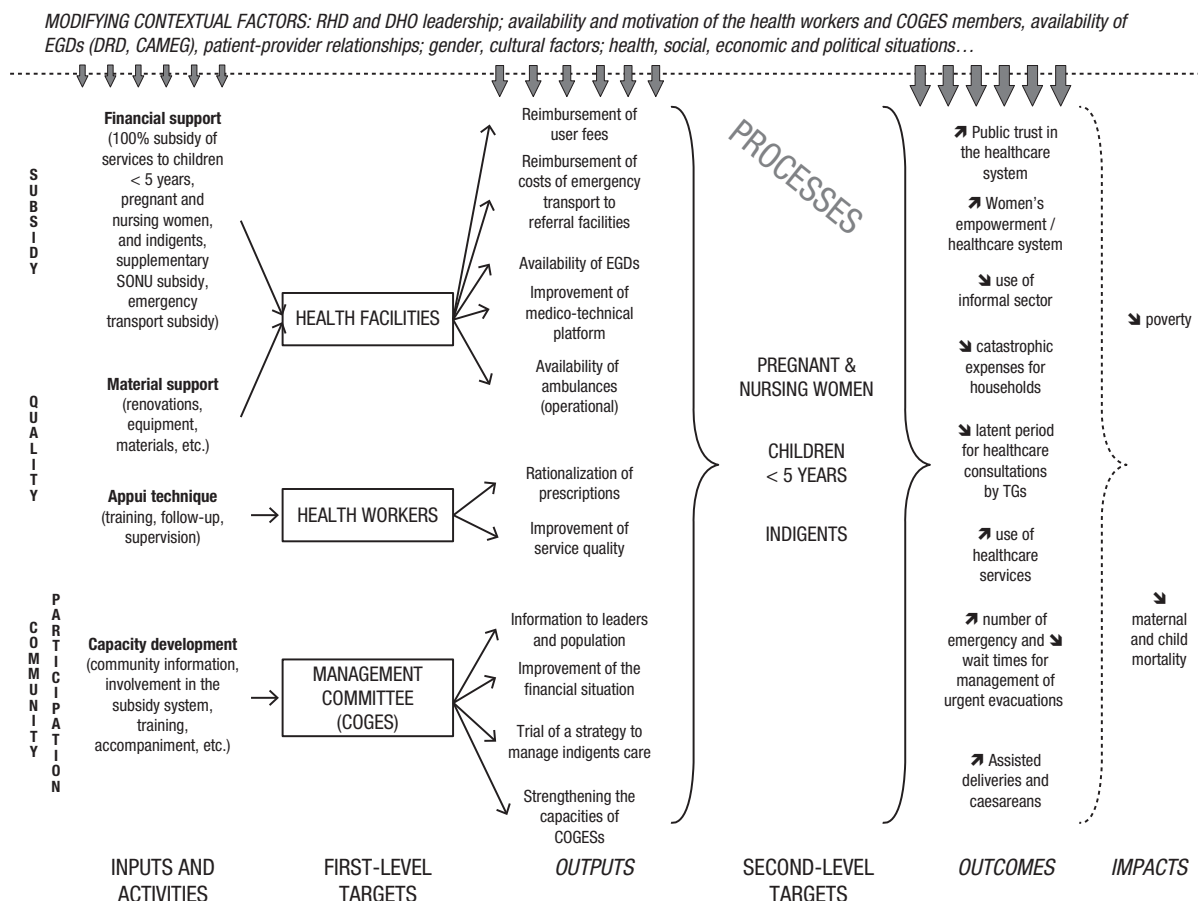 MODIFYING CONTEXTUAL FACTORS: RHD and DHO leadership; availability and motivation of the health workers and COGES members, availability of
EGDs (DRD, CAMEG), patient-provider relationships; gender, cultural factors; health, social, economic and political situations…
SUBSIDY
QUALITY
COMMUNITY
PARTICIPATION
Financial support
(100% subsidy of
services to children
< 5 years,
pregnant and
nursing women,
and indigents,
supplementary
SONU subsidy,
emergency
transport subsidy)
Material support
(renovations,
equipment,
materials, etc.)
Appui technique
(training, follow-up,
supervision)
Capacity development
(community information,
involvement in the
subsidy system,
training,
accompaniment, etc.)
INPUTS AND
ACTIVITIES
HEALTH FACILITIES
HEALTH WORKERS
MANAGEMENT
COMMITTEE
(COGES)
FIRST-LEVEL
TARGETS
Reimbursement of
user fees
Reimbursement of
costs of emergency
transport to
referral facilities
Availability of EGDs
Improvement of
medico-technical
platform
Availability of
ambulances
(operational)
Rationalization of
prescriptions
Improvement of
service quality
Information to leaders
and population
Improvement of the
financial situation
Trial of a strategy to
manage indigents care
Strengthening the
capacities of
COGESs
OUTPUTS
PROCESSES
PREGNANT &
NURSING WOMEN
CHILDREN
< 5 YEARS
INDIGENTS
SECOND-LEVEL
TARGETS
Public trust in
the healthcare
system
Women's
empowerment /
healthcare system
use of
informal sector
catastrophic
expenses for
households
latent period
for healthcare
consultations
by TGs
use of
healthcare
services
number of
emergency and
wait times for
management of
urgent evacuations
Assisted
deliveries and
caesareans
OUTCOMES
poverty
maternal
and child
mortality
IMPACTS